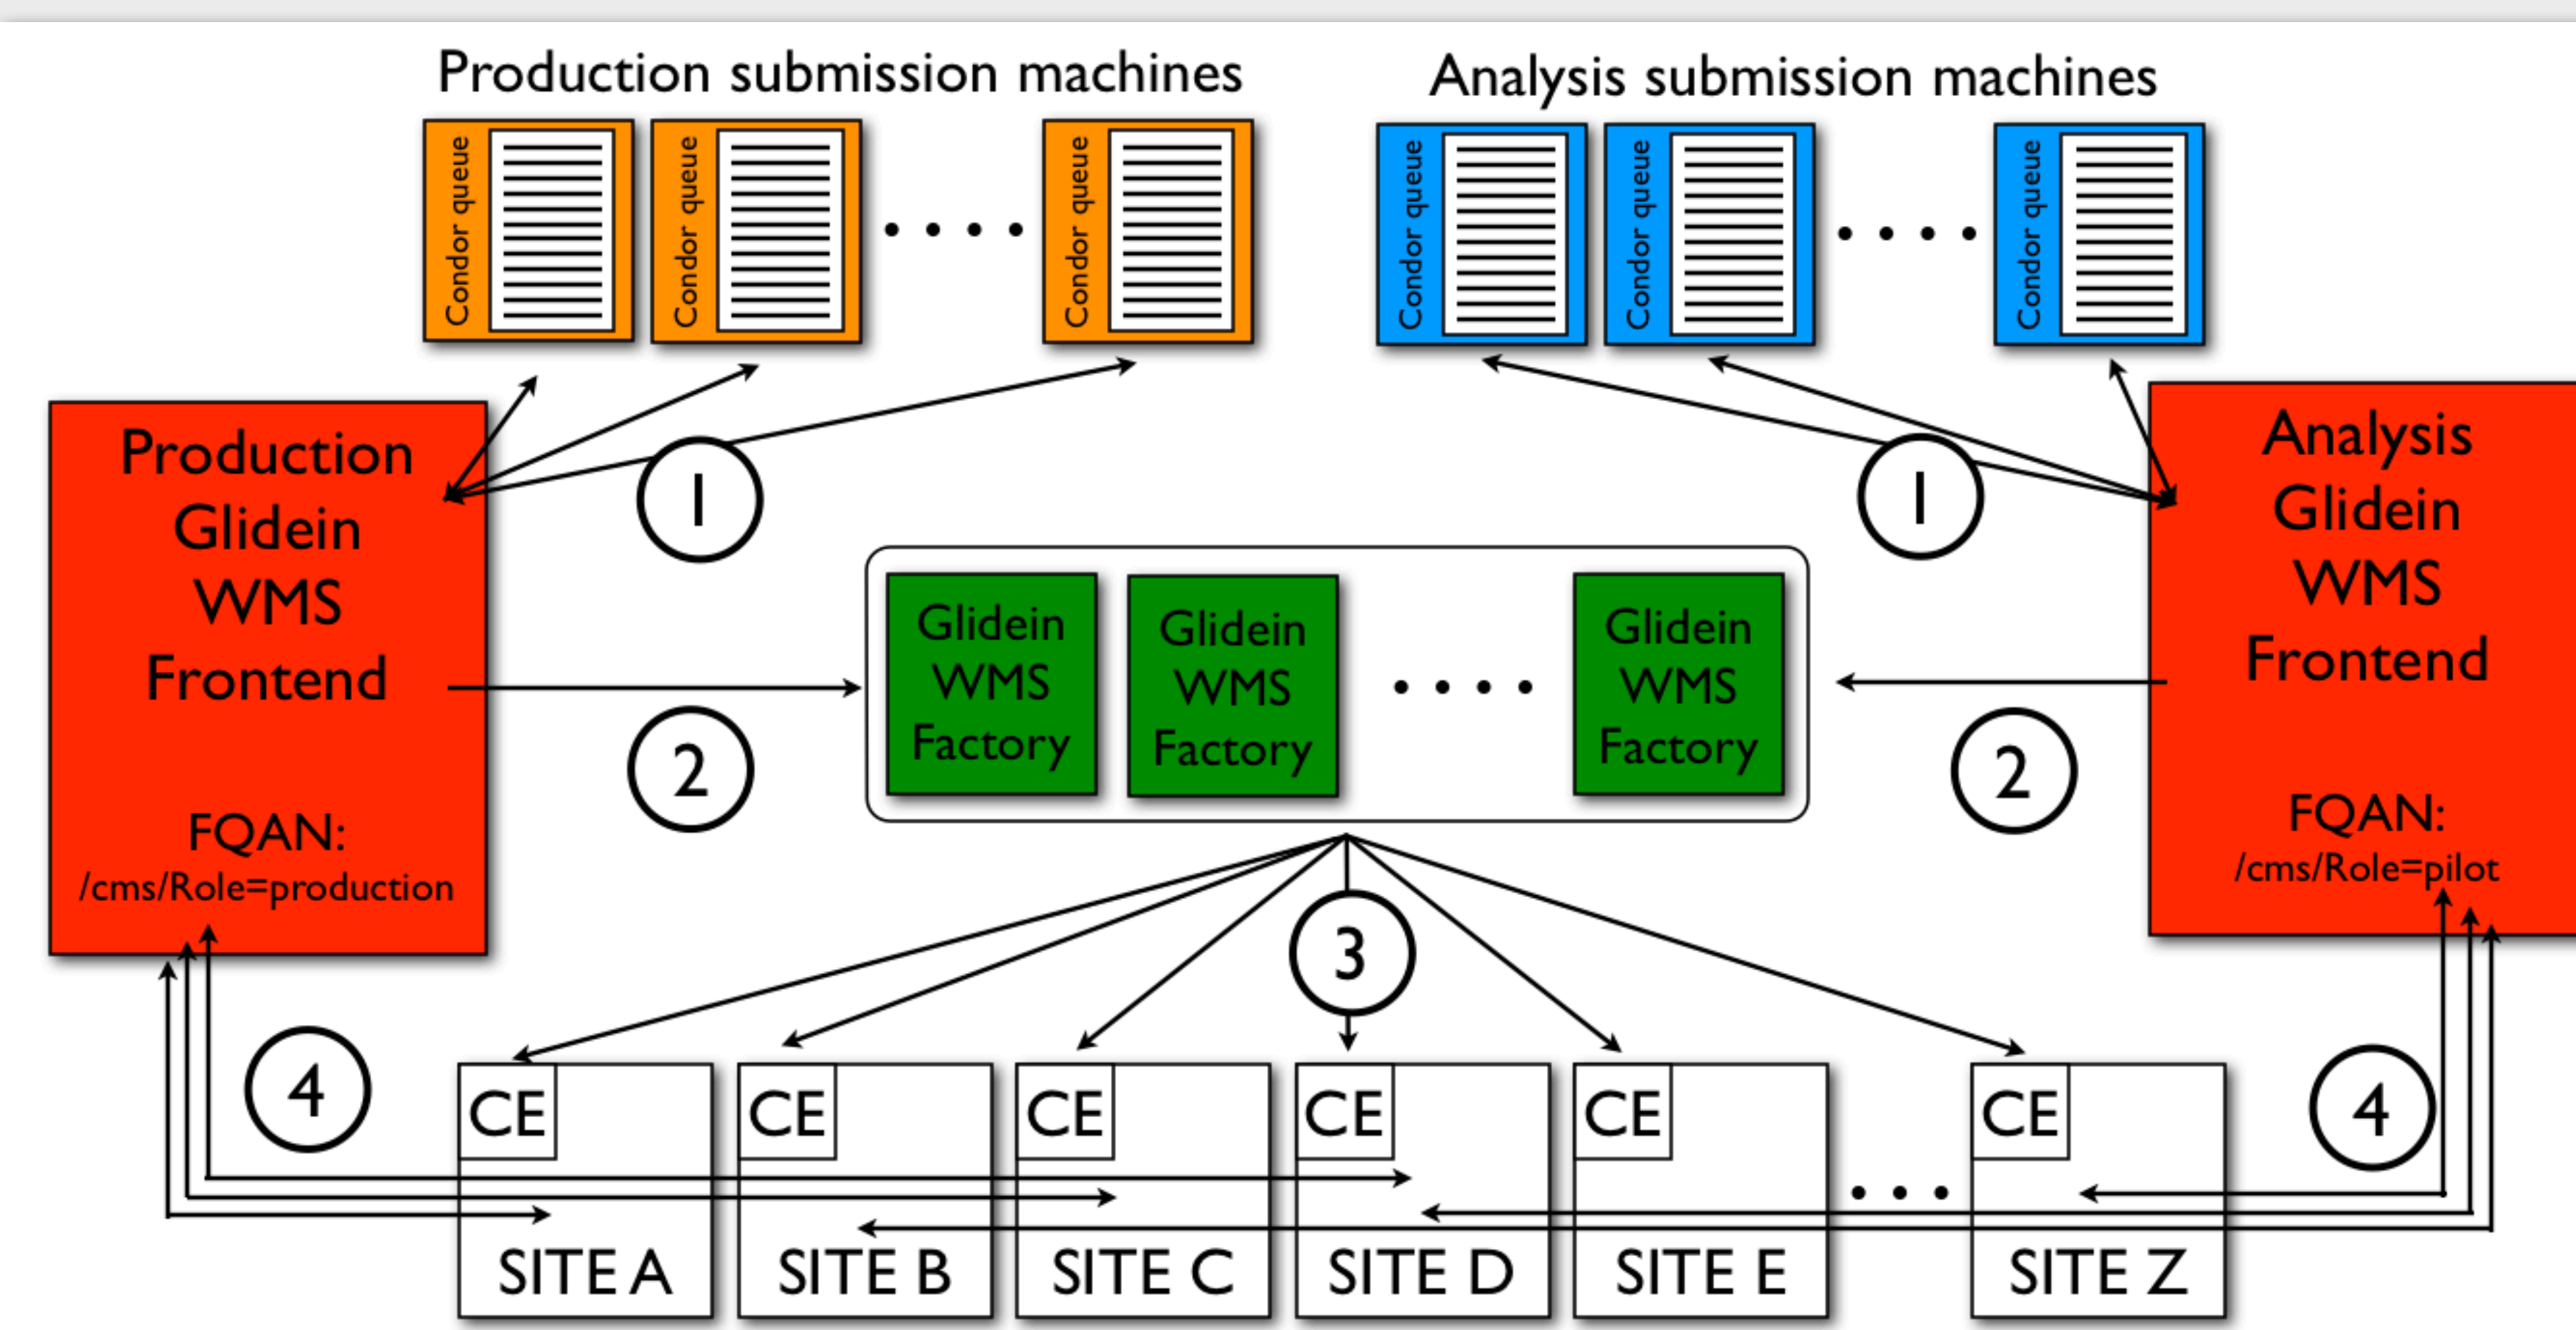 Production submission machines
Analysis submission machines
Condor queue
Condor queue
Condor queue
Condor queue
Condor queue
Condor queue
Production
Glidein
WMS
Frontend
FQAN:
/cms/Role=production
1
1
Analysis
Glidein
WMS
Frontend
FQAN:
/cms/Role=pilot
Glidein
WMS
Factory
Glidein
WMS
Factory
Glidein
WMS
Factory
2
2
3
4
4
CE
CE
CE
CE
CE
CE
SITE A
SITE B
SITE C
SITE D
SITE E
SITE Z